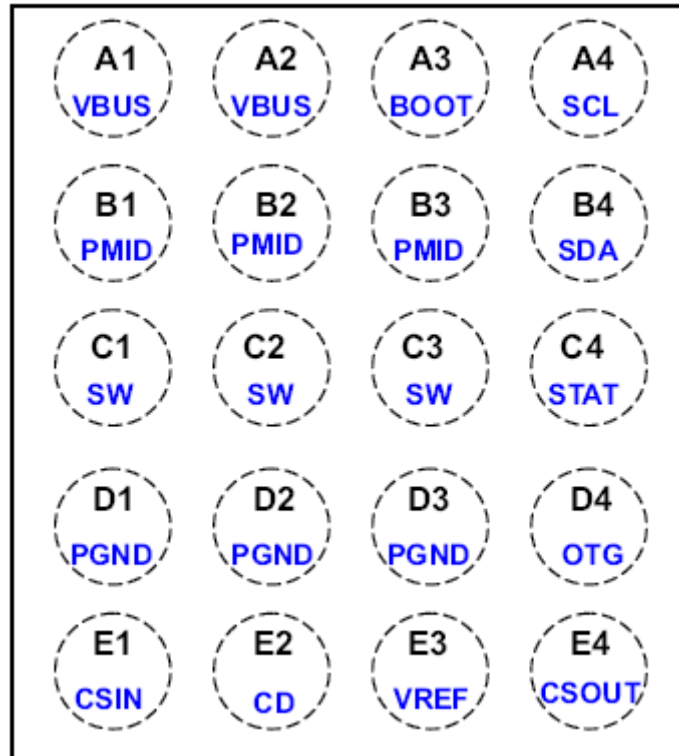 A1 A2 A3 A4
VBUS VBUS BOOT SCL
B1 B2 B3 B4
PMID PMID PMID SDA
C1 C2 C3 C4
SW SW SW STAT
D1 D2 D3 D4
PGND PGND PGND OTG
E1 E2 E3 E4
CSIN CD VREF CSOUT